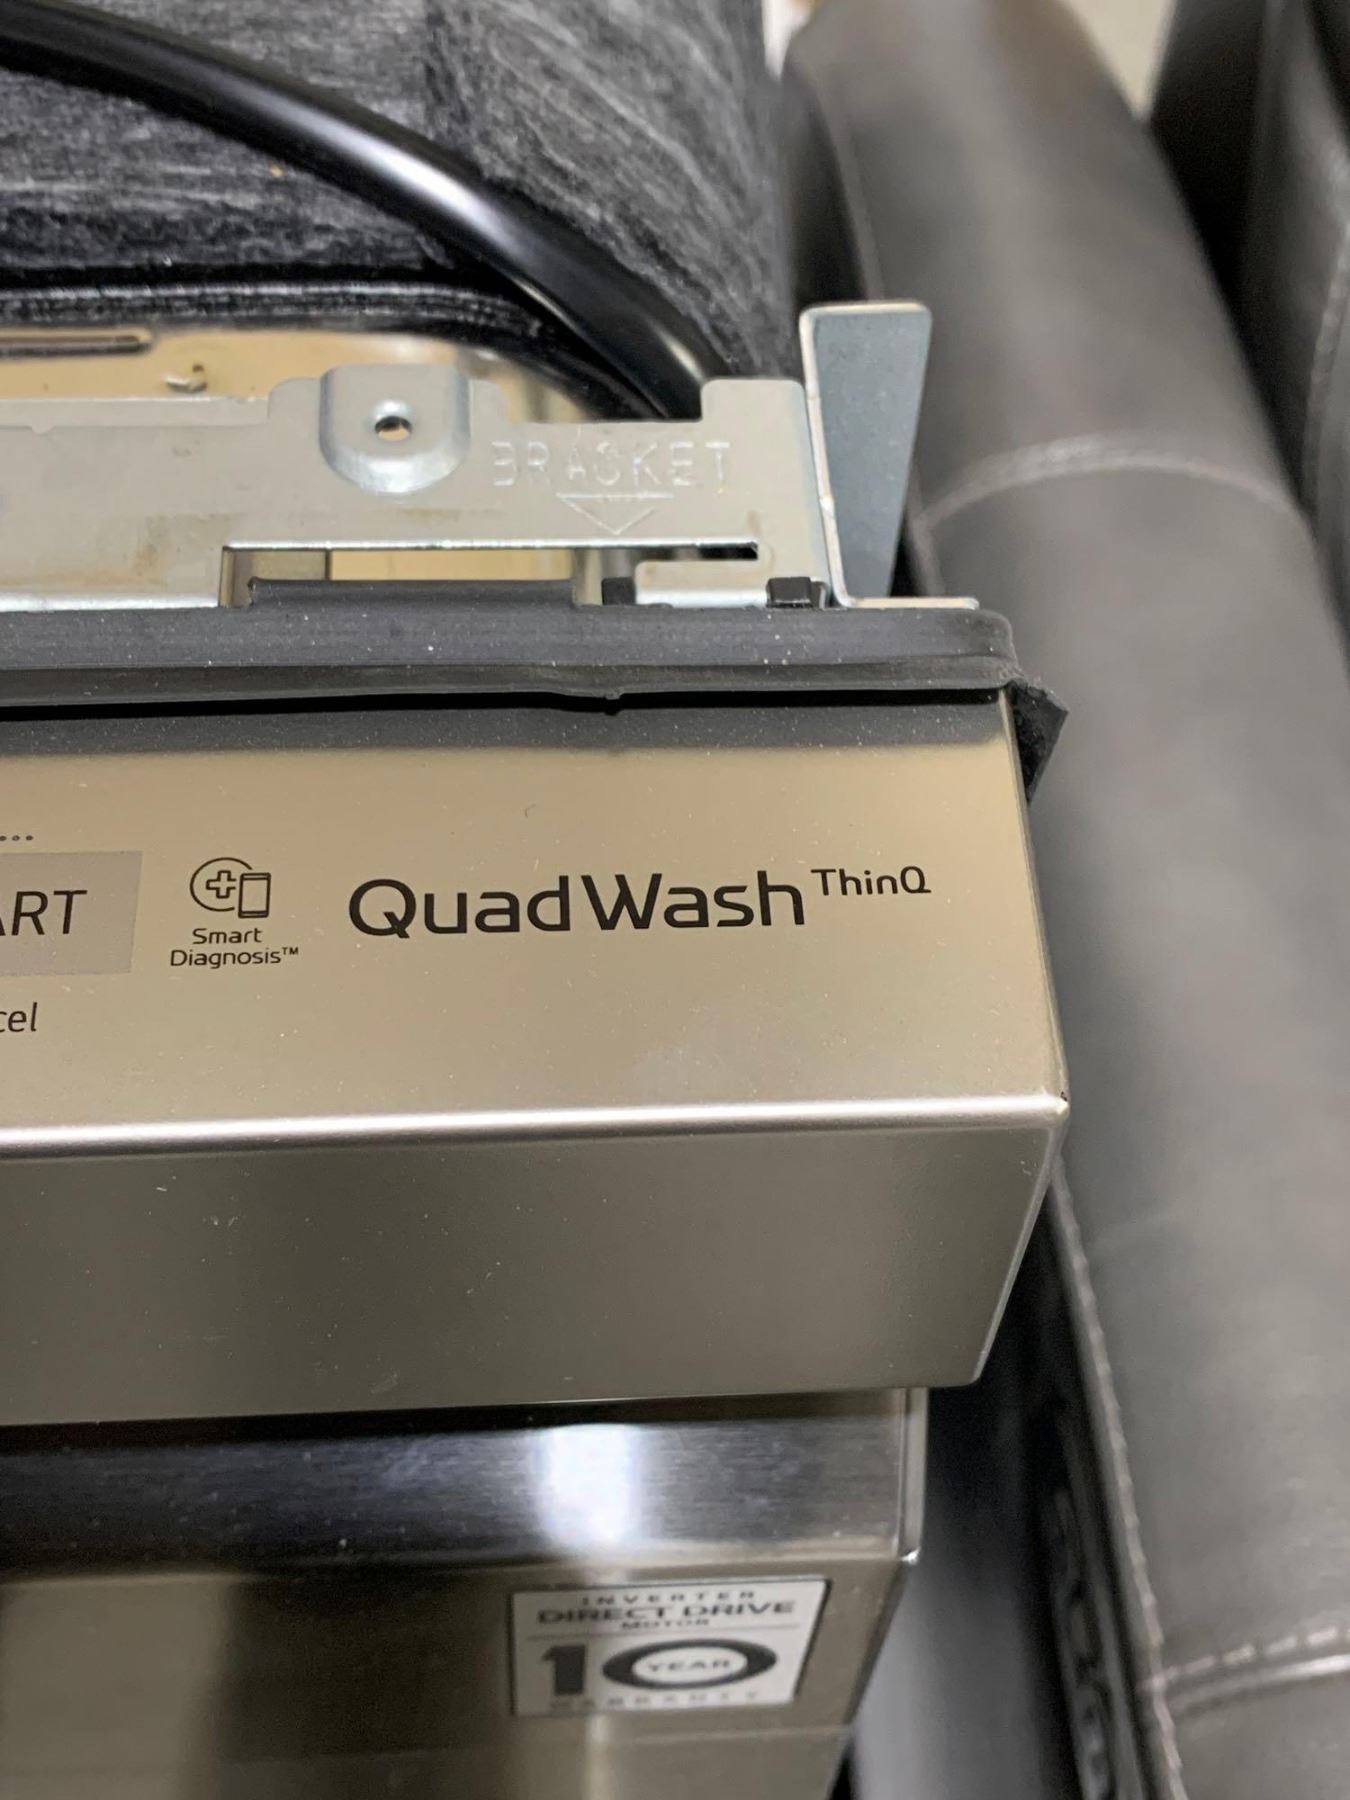 BRACKET
ART
Smart
Diagnosis™
QuadWash ThinQ
cel
INVERTER
DIRECT DRIVE
MOTOR
10 YEAR
WARRANTY